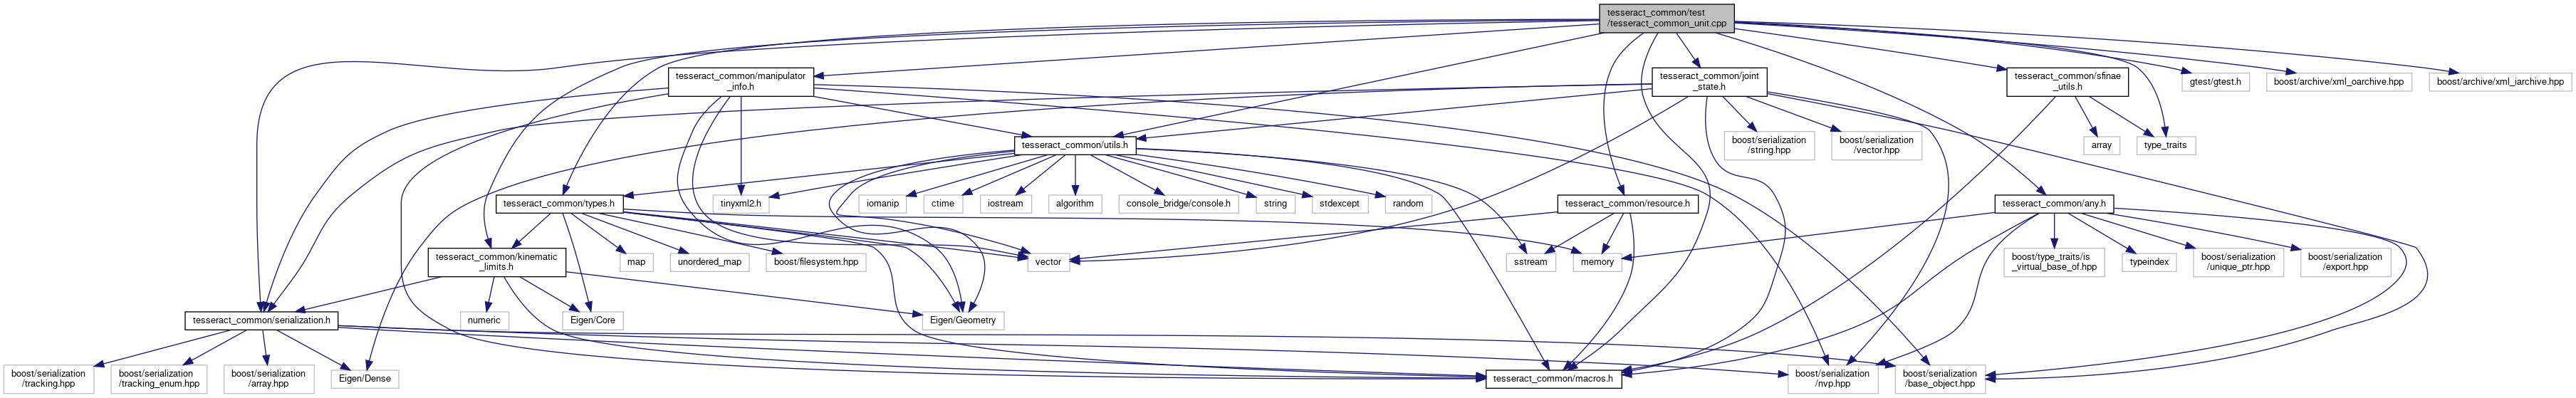 tesseract_common/test
/tesseract_common_unit.cpp
tesseract_common/manipulator
_info.h
tesseract_common/joint
_state.h
tesseract_common/sfinae
_utils.h
gtest/gtest.h
boost/archive/xml_oarchive.hpp
boost/archive/xml_iarchive.hpp
tesseract_common/utils.h
boost/serialization
/string.hpp
boost/serialization
/vector.hpp
array
type_traits
tesseract_common/types.h
tinyxml2.h
iomanip
ctime
iostream
algorithm
console_bridge/console.h
string
stdexcept
random
tesseract_common/resource.h
tesseract_common/any.h
tesseract_common/kinematic
_limits.h
map
unordered_map
boost/filesystem.hpp
vector
sstream
memory
boost/type_traits/is
_virtual_base_of.hpp
typeindex
boost/serialization
/unique_ptr.hpp
boost/serialization
/export.hpp
tesseract_common/serialization.h
numeric
Eigen/Core
Eigen/Geometry
boost/serialization
/tracking.hpp
boost/serialization
/tracking_enum.hpp
boost/serialization
/array.hpp
Eigen/Dense
tesseract_common/macros.h
boost/serialization
/nvp.hpp
boost/serialization
/base_object.hpp